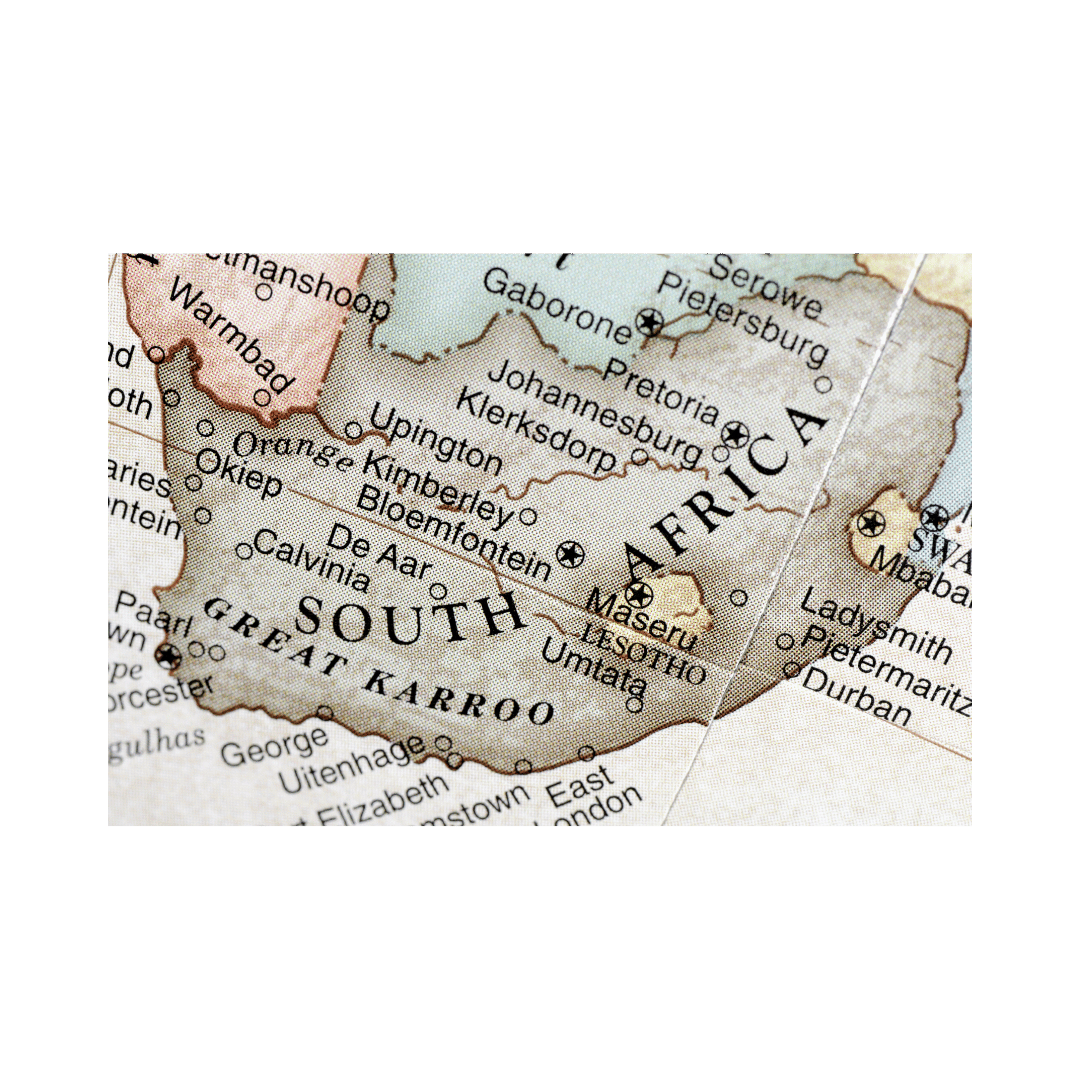 etmanshoop
Warmbad
Serowe
Gaborone
Pietersburg
Pretoria
Johannesburg
Klerksdorp
nd
oth
Orange
Upington
Okiep
Kimberley
Bloemfontein
aries
ntein
De Aar
Calvinia
AFRICA
SOUTH
GREAT KARROO
Maseru
LESOTHO
Umtata
SWA
Mbaba
Ladysmith
Pietermaritz
Durban
Paarl
wn
pe
orcester
gulhas
George
Uitenhage
t Elizabeth
mstown
East
London